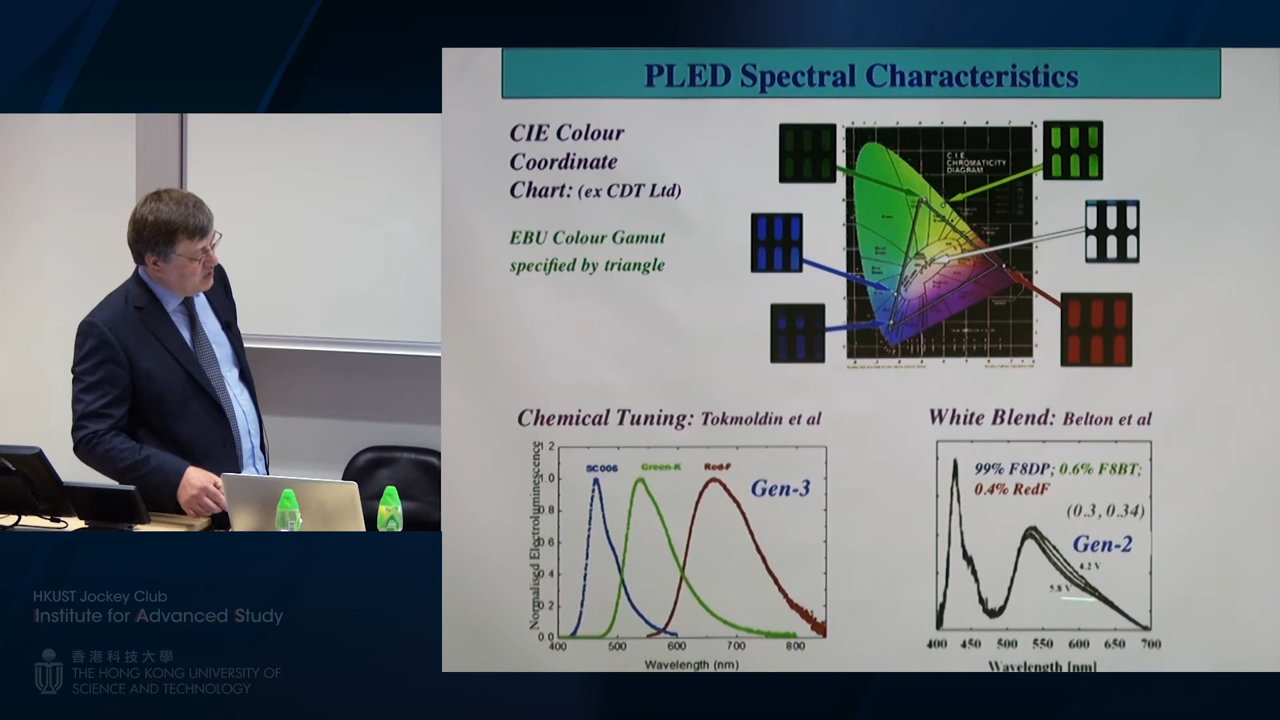 PLED Spectral Characteristics
CIE Colour
Coordinate
Chart: (ex CDT Ltd)
EBU Colour Gamut
specified by triangle
C.I.E.
CHROMATICITY
DIAGRAM
Chemical Tuning: Tokmoldin et al
Normalised Electroluminescence
1.2
1.0
0.8
0.6
0.4
0.2
0.0
SC006
Green-K
Red-F
Gen-3
400 500 600 700 800
Wavelength (nm)
White Blend: Belton et al
99% F8DP; 0.6% F8BT;
0.4% RedF
(0.3, 0.34)
Gen-2
4.2 V
5.8 V
400 450 500 550 600 650 700
Wavelength [nm]
HKUST Jockey Club
Institute for Advanced Study
香港科技大學
THE HONG KONG UNIVERSITY OF
SCIENCE AND TECHNOLOGY